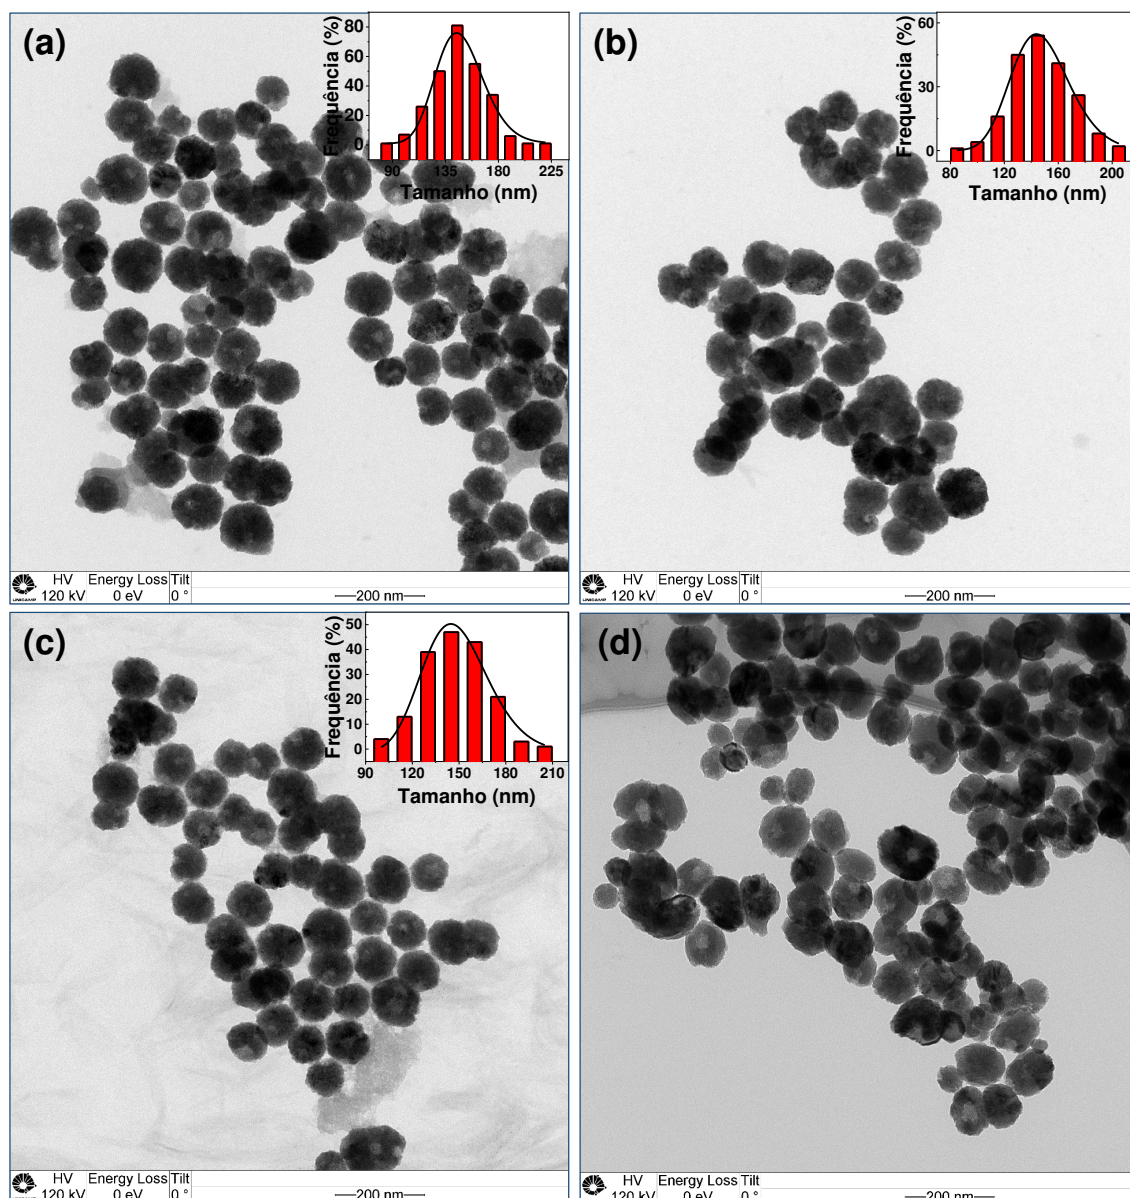 (a)
Frequência (%)
80
60
40
20
0
90 135 180 225
Tamanho (nm)
HV Energy Loss Tilt
120 kV 0 eV 0 ° 200 nm
UNICAMP
(b)
Frequência (%)
60
30
0
80 120 160 200
Tamanho (nm)
HV Energy Loss Tilt
120 kV 0 eV 0 ° 200 nm
UNICAMP
(c)
Frequência (%)
50
40
30
20
10
0
90 120 150 180 210
Tamanho (nm)
HV Energy Loss Tilt
120 kV 0 eV 0 ° 200 nm
(d)
HV Energy Loss Tilt
120 kV 0 eV 0 ° 200 nm